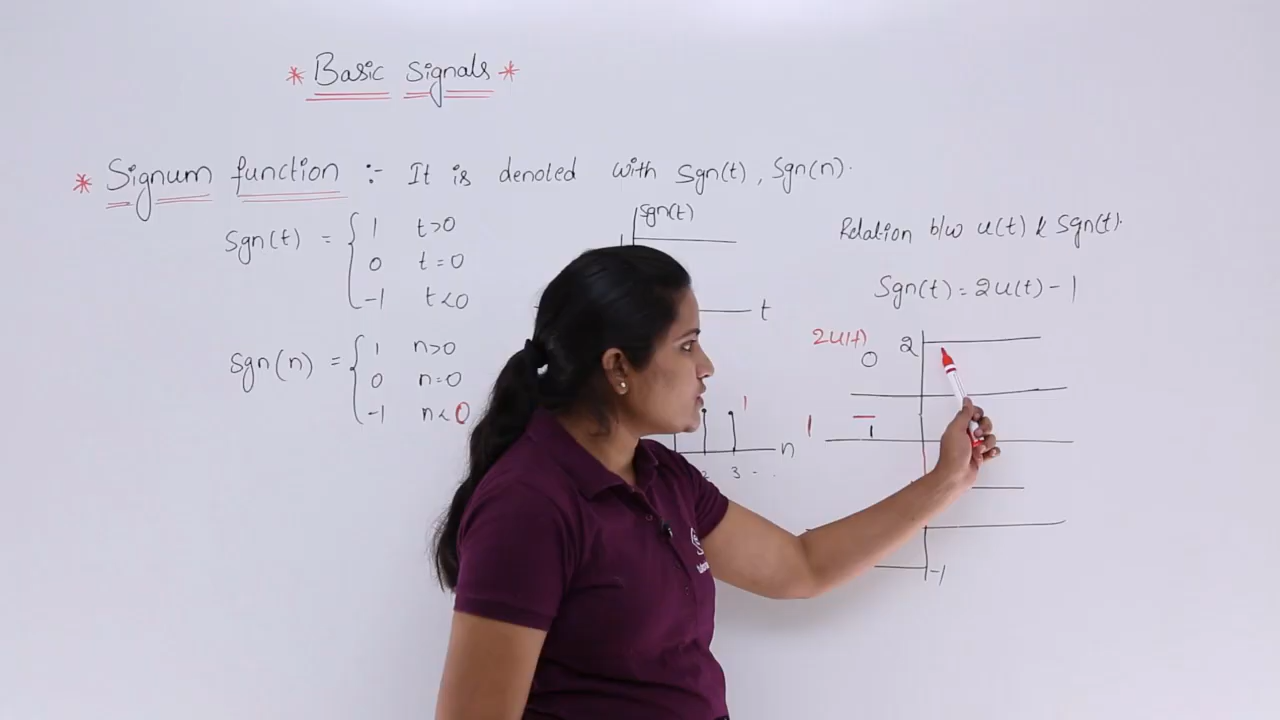 * Basic Signals *
* Signum function :- It is denoted with Sgn(t), Sgn(n).
Sgn(t) = { 1 t>0
0 t=0
-1 t<0
Sgn(n) = { 1 n>0
0 n=0
-1 n<0
Sgn(t)
1
t
1
n
3 - .
Relation b/w u(t) & Sgn(t).
Sgn(t) = 2u(t) - 1
2u(t)
0
2
1
1
-1